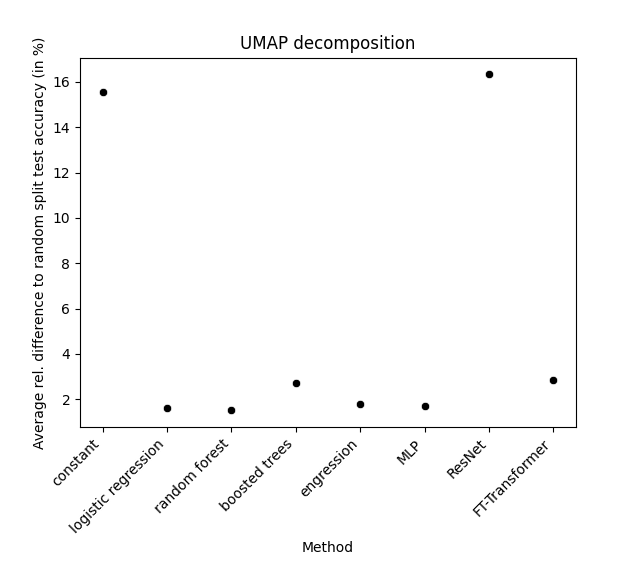 UMAP decomposition
Average rel. difference to random split test accuracy (in %)
16
14
12
10
8
6
4
2
constant
logistic regression
random forest
boosted trees
engression
MLP
ResNet
FT-Transformer
Method